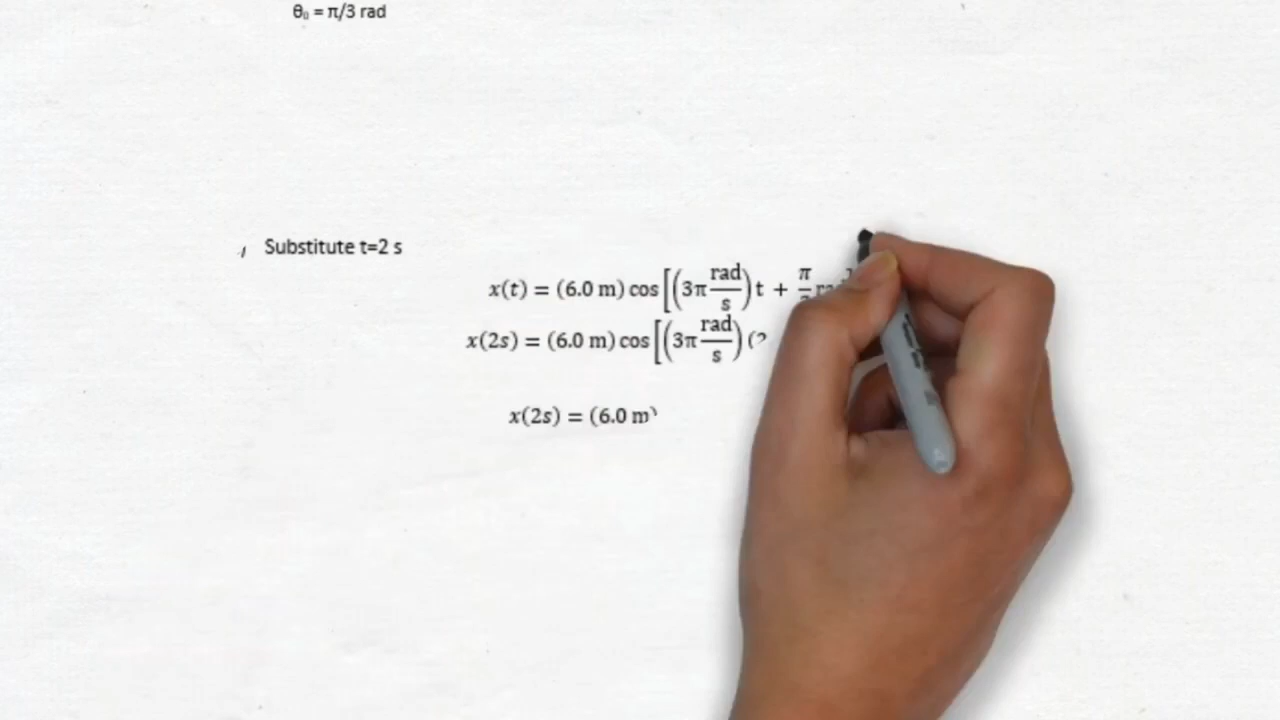 θ₀ = π/3 rad
Substitute t=2 s
x(t) = (6.0 m) cos [(3π rad/s) t + π
x(2s) = (6.0 m) cos [(3π rad/s) (2
x(2s) = (6.0 m)